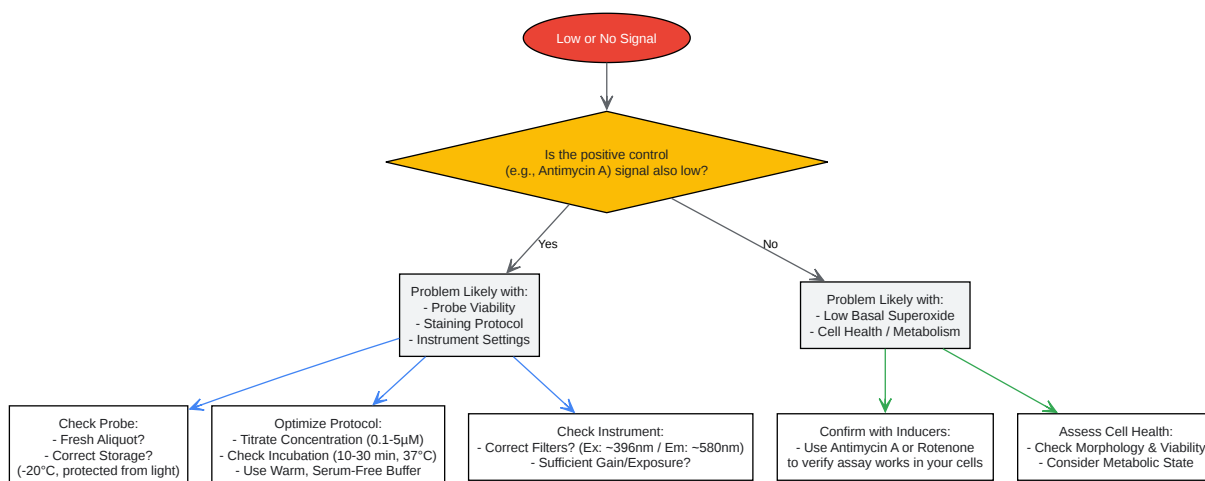 Low or No Signal
Is the positive control
(e.g., Antimycin A) signal also low?
Yes
No
Problem Likely with:
- Probe Viability
- Staining Protocol
- Instrument Settings
Problem Likely with:
- Low Basal Superoxide
- Cell Health / Metabolism
Check Probe:
- Fresh Aliquot?
- Correct Storage?
(-20°C, protected from light)
Optimize Protocol:
- Titrate Concentration (0.1-5μM)
- Check Incubation (10-30 min, 37°C)
- Use Warm, Serum-Free Buffer
Check Instrument:
- Correct Filters? (Ex: ~396nm / Em: ~580nm)
- Sufficient Gain/Exposure?
Confirm with Inducers:
- Use Antimycin A or Rotenone
to verify assay works in your cells
Assess Cell Health:
- Check Morphology & Viability
- Consider Metabolic State